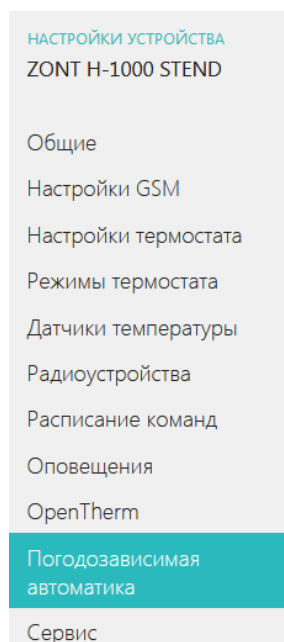 НАСТРОЙКИ УСТРОЙСТВА
ZONT H-1000 STEND
Общие
Настройки GSM
Настройки термостата
Режимы термостата
Датчики температуры
Радиоустройства
Расписание команд
Оповещения
OpenTherm
Погодозависимая
автоматика
Сервис